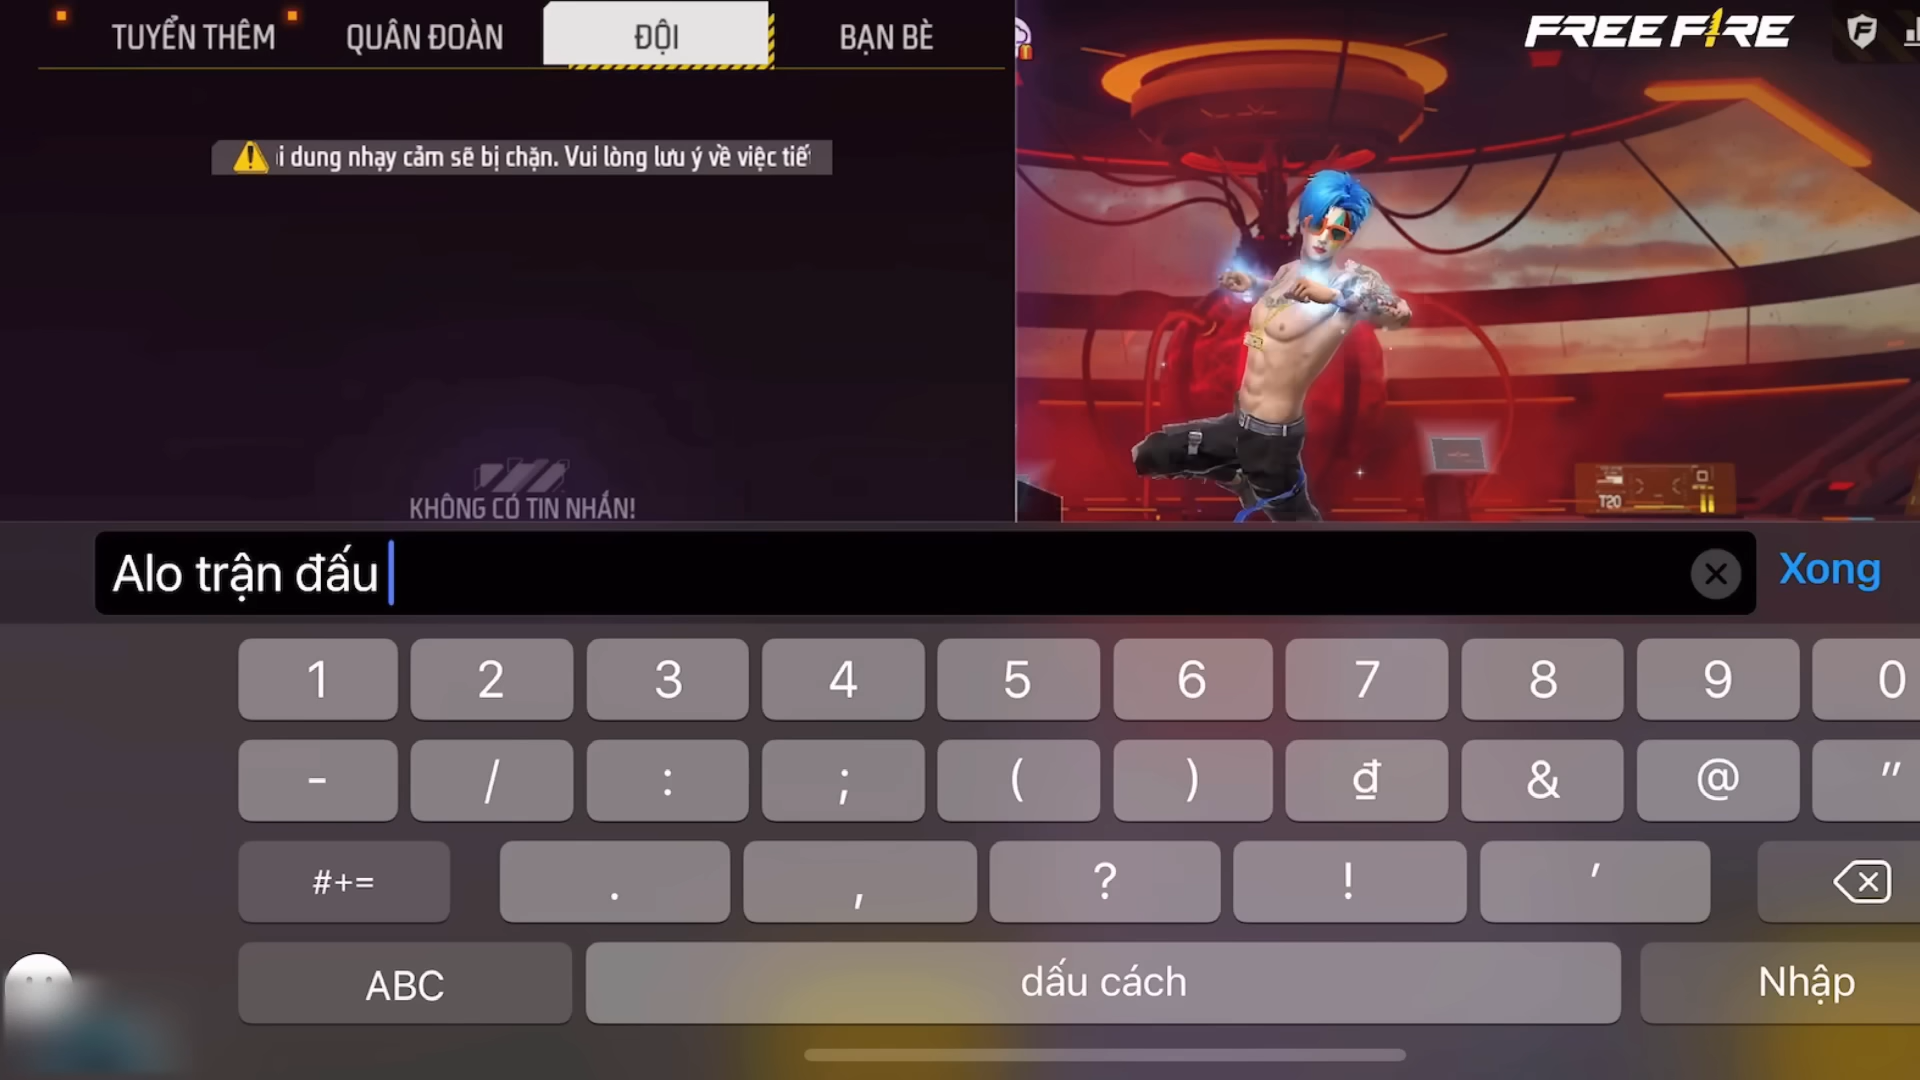 TUYỂN THÊM
QUÂN ĐOÀN
ĐỘI
BẠN BÈ
FREE FIRE
i dung nhạy cảm sẽ bị chặn. Vui lòng lưu ý về việc tiế
T20
KHÔNG CÓ TIN NHẮN!
Alo trận đấu
Xong
1 2 3 4 5 6 7 8 9 0
- / : ; ( ) ₫ & @ "
#+= . , ? ! '
ABC dấu cách Nhập